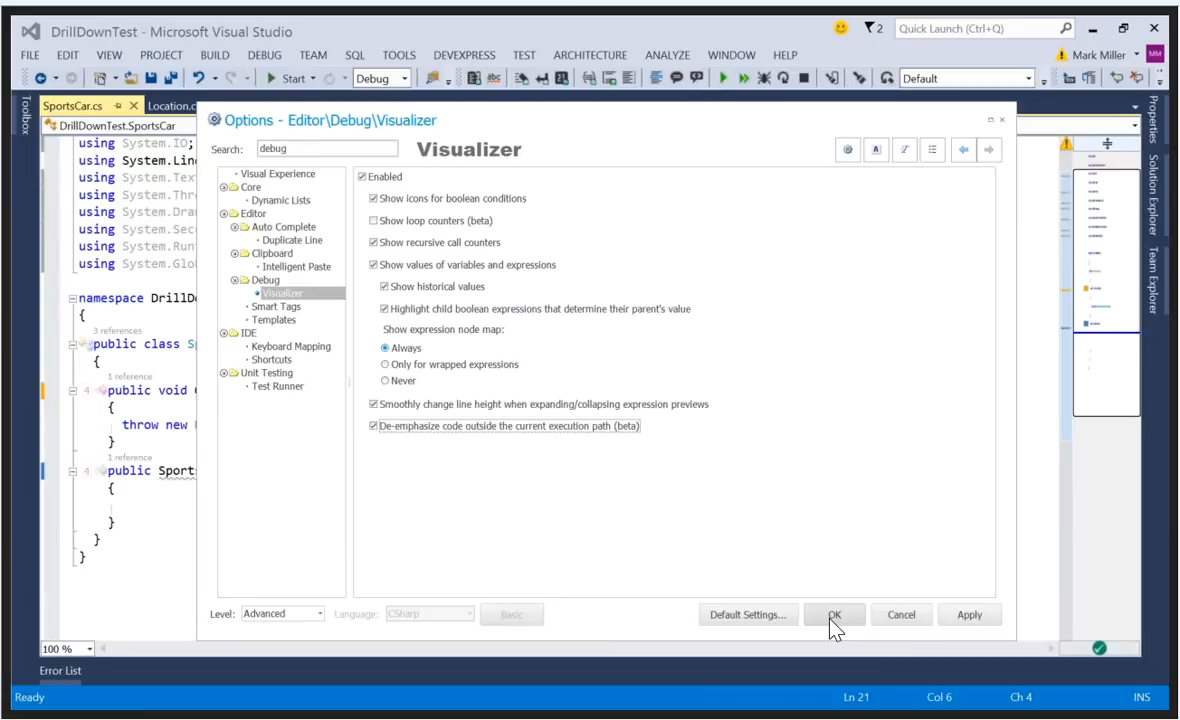 DrillDownTest - Microsoft Visual Studio
2
Quick Launch (Ctrl+Q)
FILE EDIT VIEW PROJECT BUILD DEBUG TEAM SQL TOOLS DEVEXPRESS TEST ARCHITECTURE ANALYZE WINDOW HELP
Mark Miller MM
Start Debug abc Default
Toolbox
SportsCar.cs Location.c
DrillDownTest.SportsCar
using System.IO;
using System.Lin
using System.Tex
using System.Thr
using System.Dra
using System.Sec
using System.Run
using System.Glo
namespace DrillD
{
3 references
public class S
{
1 reference
4 public void
{
throw new
}
1 reference
4 public Sports
{
}
}
}
100 %
Options - Editor\Debug\Visualizer
Search: debug
Visualizer
A I
Visual Experience
Core
Dynamic Lists
Editor
Auto Complete
Duplicate Line
Clipboard
Intelligent Paste
Debug
Visualizer
Smart Tags
Templates
IDE
Keyboard Mapping
Shortcuts
Unit Testing
Test Runner
Enabled
Show icons for boolean conditions
Show loop counters (beta)
Show recursive call counters
Show values of variables and expressions
Show historical values
Highlight child boolean expressions that determine their parent's value
Show expression node map:
Always
Only for wrapped expressions
Never
Smoothly change line height when expanding/collapsing expression previews
De-emphasize code outside the current execution path (beta)
Level: Advanced Language: CSharp Basic
Default Settings... OK Cancel Apply
Properties
Solution Explorer
Team Explorer
Error List
Ready Ln 21 Col 6 Ch 4 INS